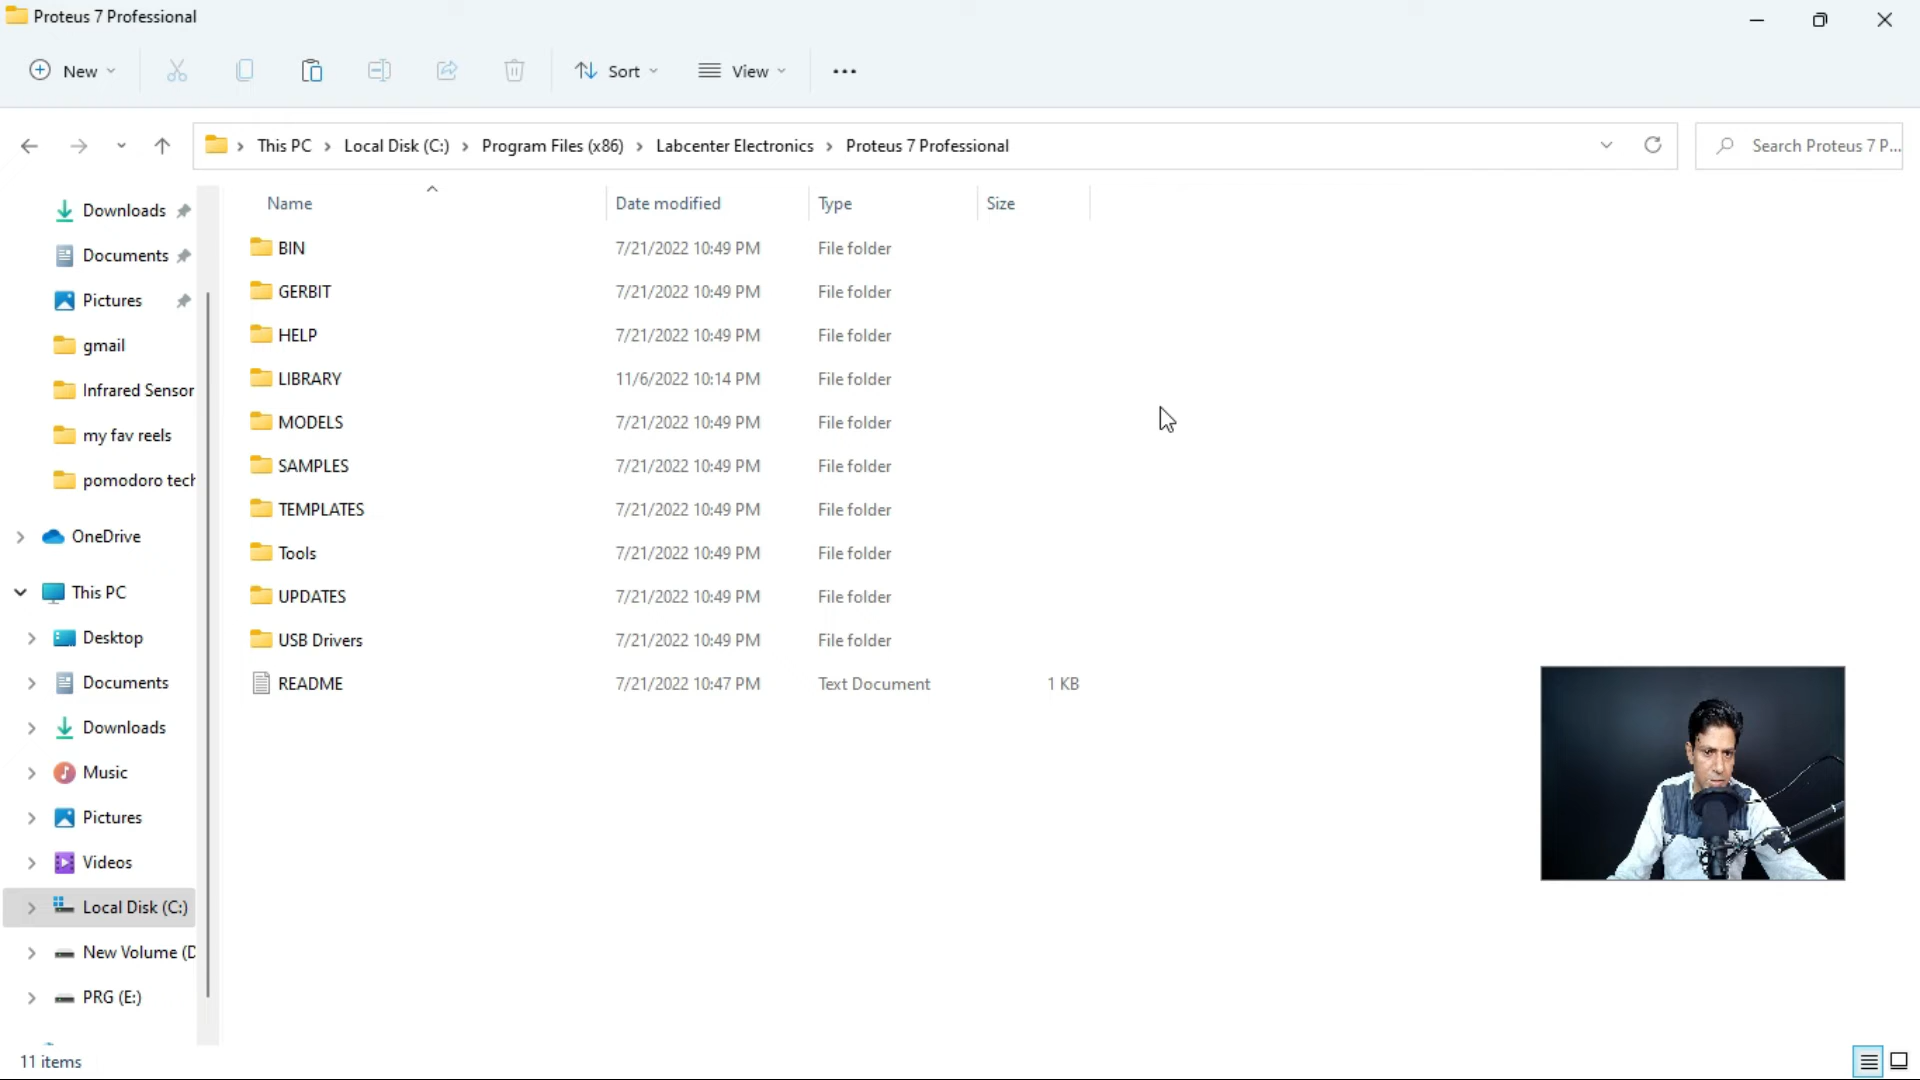 Proteus 7 Professional
New
Sort
View
This PC
Local Disk (C:)
Program Files (x86)
Labcenter Electronics
Proteus 7 Professional
Search Proteus 7 P...
Name
Date modified
Type
Size
Downloads
Documents
Pictures
gmail
Infrared Sensor
my fav reels
pomodoro tech
OneDrive
This PC
Desktop
Documents
Downloads
Music
Pictures
Videos
Local Disk (C:)
New Volume (D
PRG (E:)
BIN 7/21/2022 10:49 PM File folder
GERBIT 7/21/2022 10:49 PM File folder
HELP 7/21/2022 10:49 PM File folder
LIBRARY 11/6/2022 10:14 PM File folder
MODELS 7/21/2022 10:49 PM File folder
SAMPLES 7/21/2022 10:49 PM File folder
TEMPLATES 7/21/2022 10:49 PM File folder
Tools 7/21/2022 10:49 PM File folder
UPDATES 7/21/2022 10:49 PM File folder
USB Drivers 7/21/2022 10:49 PM File folder
README 7/21/2022 10:47 PM Text Document 1 KB
11 items